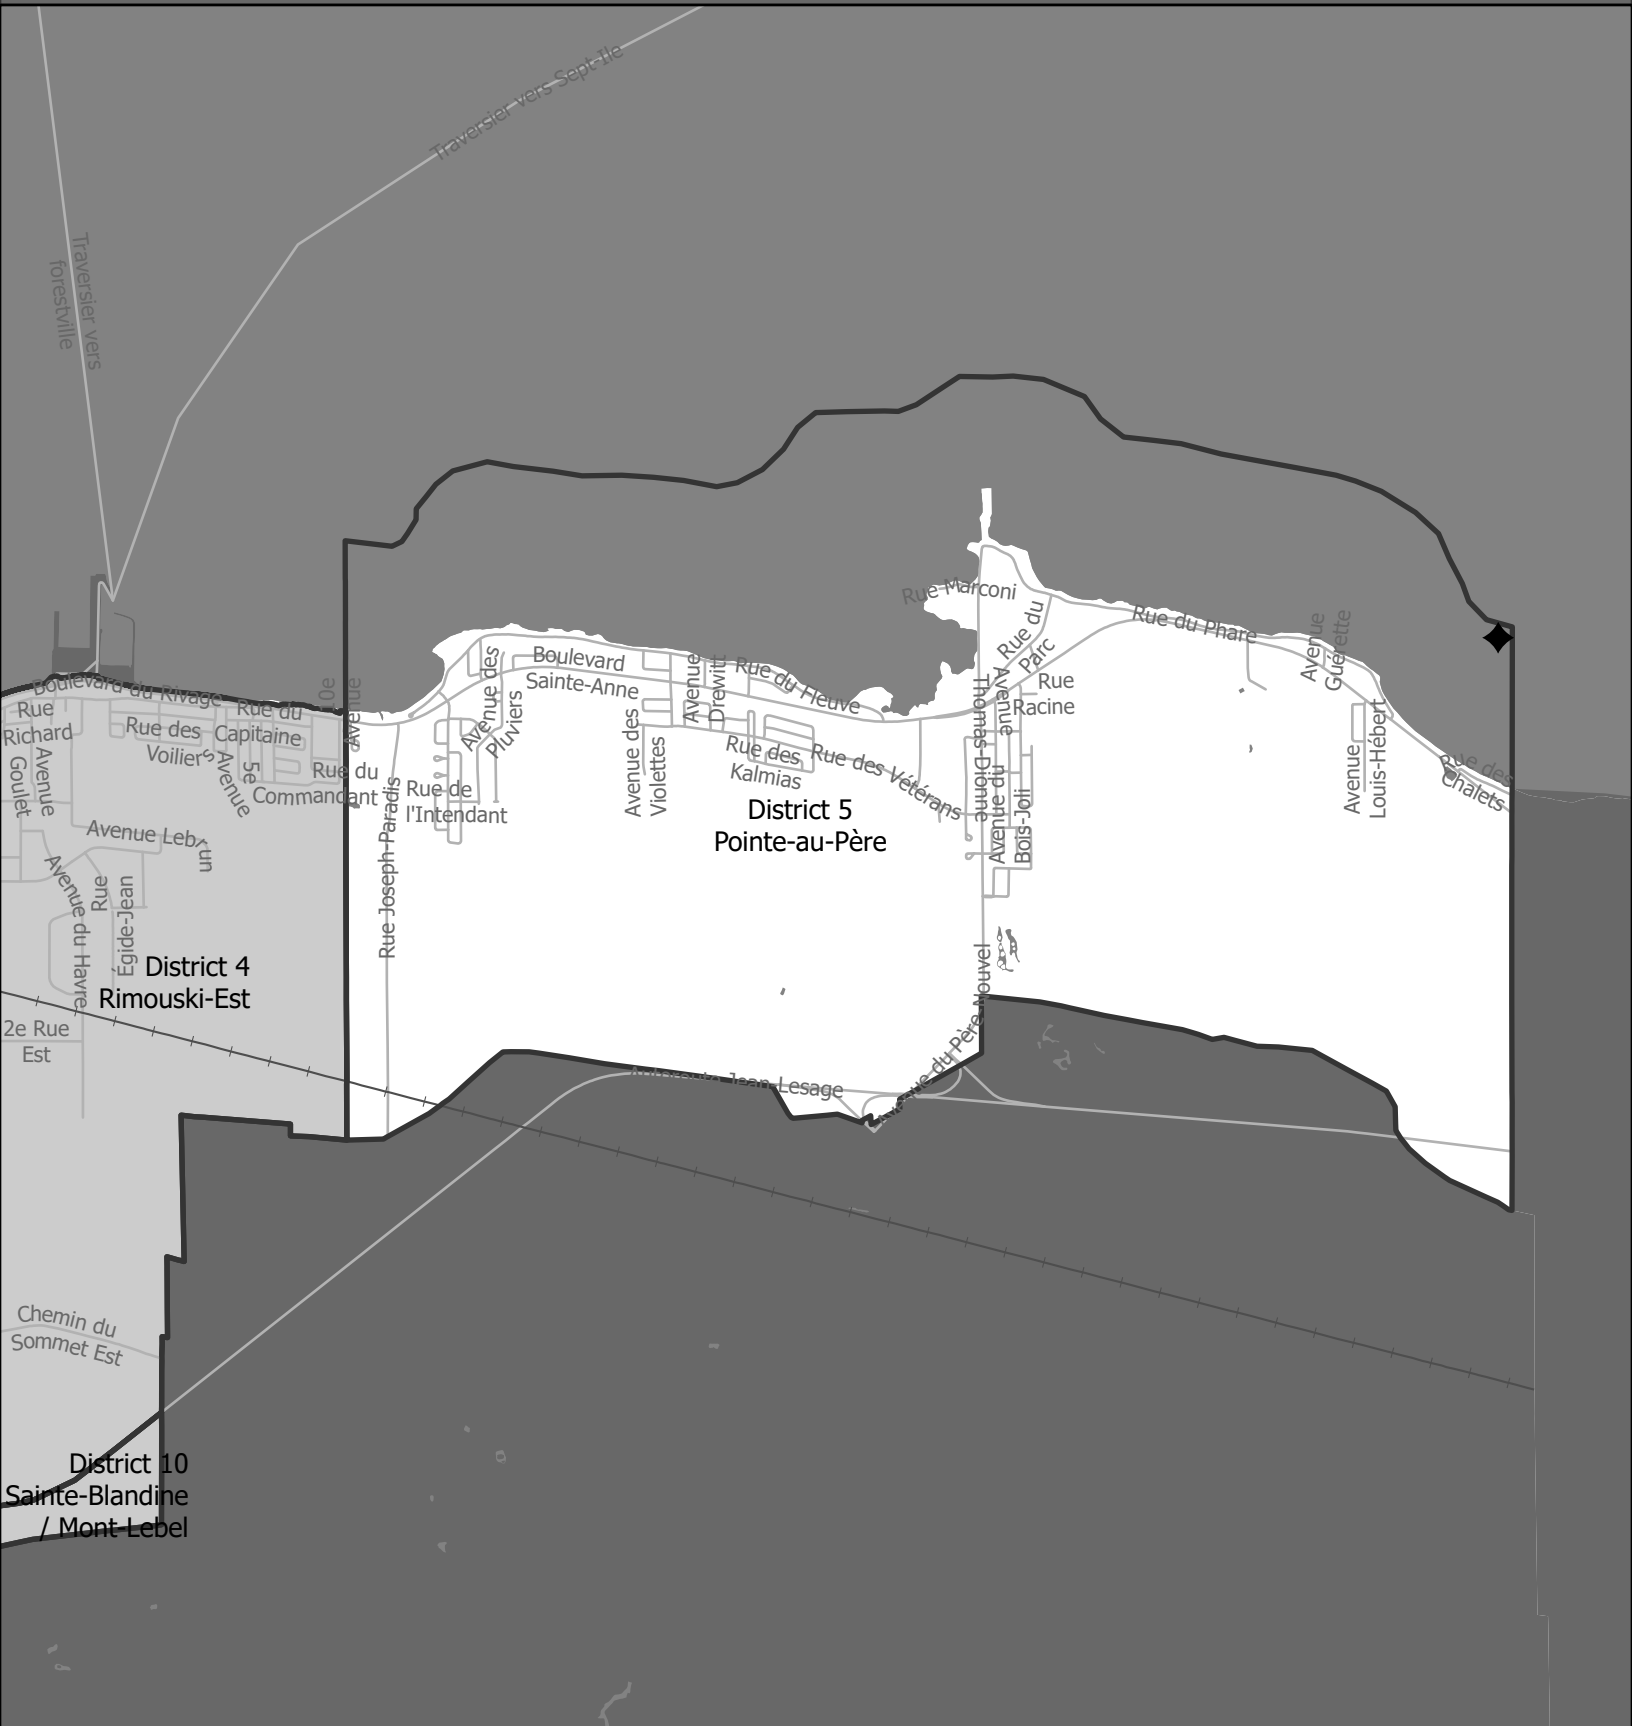 Traversier vers Sept-Ile
Traversier vers
forestville
Rue Marconi
Rue du
Parc
Rue du Phare
Avenue
Guérette
Boulevard
Sainte-Anne
Avenue des
Pluviers
Avenue
Drewitt
Rue du Fleuve
Rue
Racine
Avenue
Thomas-Dionne
Boulevard du Rivage
10e
Avenue
Rue
Richard
Rue des
Voiliers
Rue du
Capitaine
Avenue
Goulet
5e
Avenue
Rue du
Commandant
Rue de
l'Intendant
Avenue des
Violettes
Rue des
Kalmias
Rue des Vétérans
Avenue du
Bois-Joli
Avenue
Louis-Hébert
Rue des
Chalets
District 5
Pointe-au-Père
Avenue Lebrun
Rue Joseph-Paradis
Avenue du Havre
Rue
Égide-Jean
District 4
Rimouski-Est
2e Rue
Est
Avenue du Père-Nouvel
Autoroute Jean-Lesage
Chemin du
Sommet Est
District 10
Sainte-Blandine
/ Mont-Lebel